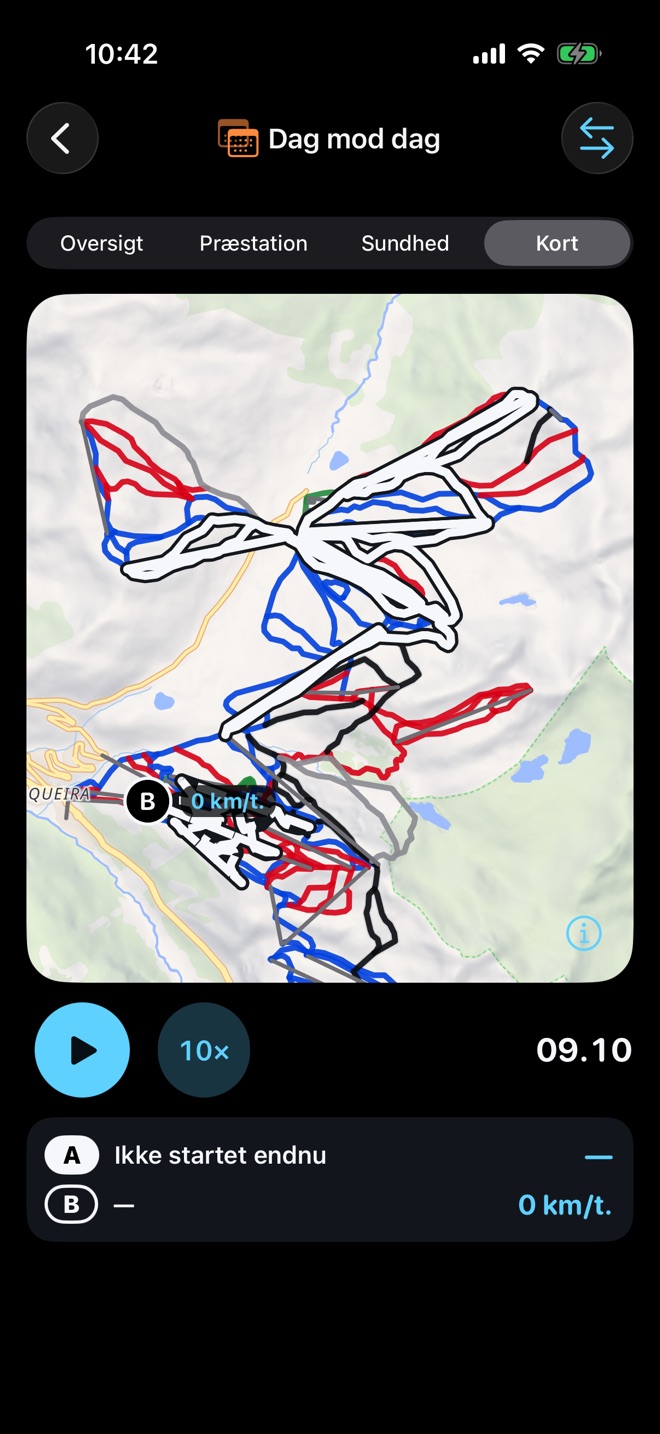 10:42
Dag mod dag
Oversigt Præstation Sundhed Kort
QUEIRA
B 0 km/t.
10× 09.10
A Ikke startet endnu —
B — 0 km/t.